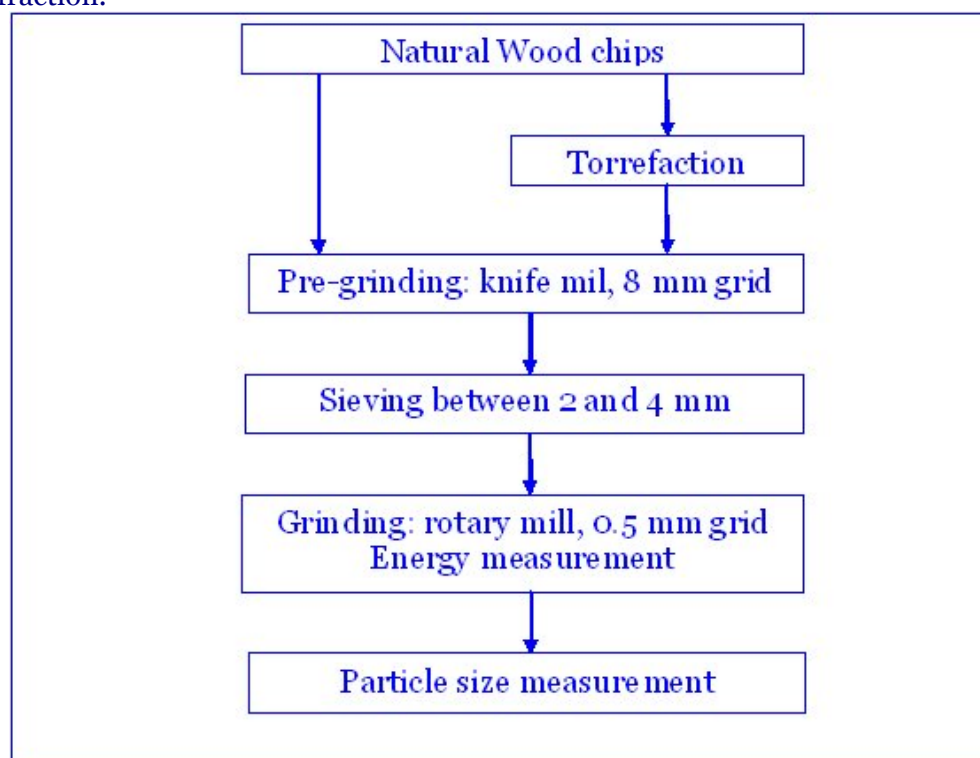 fraction.
Natural Wood chips
Torrefaction
Pre-grinding: knife mil, 8 mm grid
Sieving between 2 and 4 mm
Grinding: rotary mill, 0.5 mm grid
Energy measurement
Particle size measurement